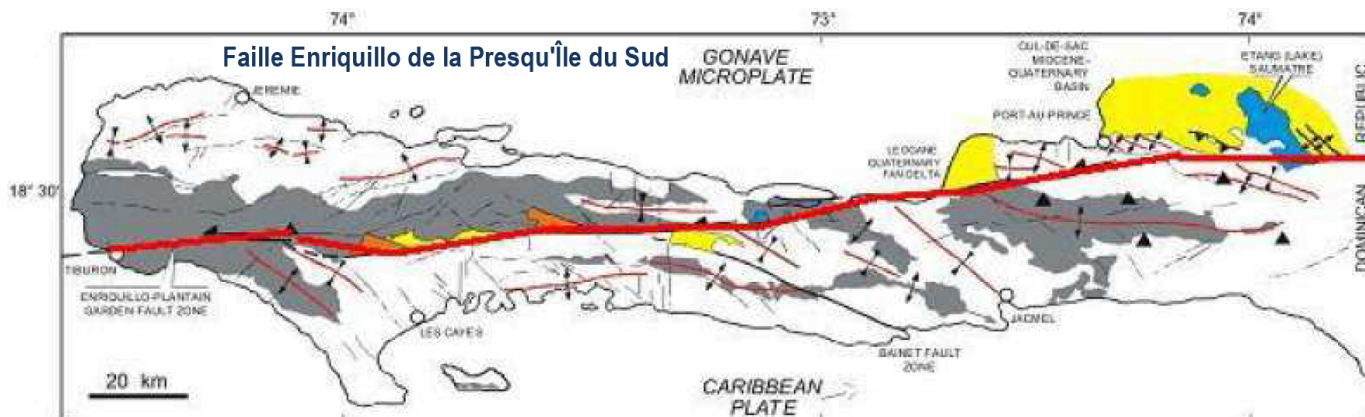 74°
73°
74°
Faille Enriquillo de la Presqu'Île du Sud
GONAVE
MICROPLATE
CUL-DE-SAC
MIOCENE-
QUATERNARY
BASIN
ETANG (LAKE)
SAUMATRE
JEREMIE
PORT-AU-PRINCE
REPUBLIC
LEOGANE
QUATERNARY
FAN-DELTA
18° 30'
DOMINICAN
TIBURON
ENRIQUILLO-PLANTAIN
GARDEN FAULT ZONE
LES CAYES
JACMEL
BAINET FAULT
ZONE
20 km
CARIBBEAN
PLATE